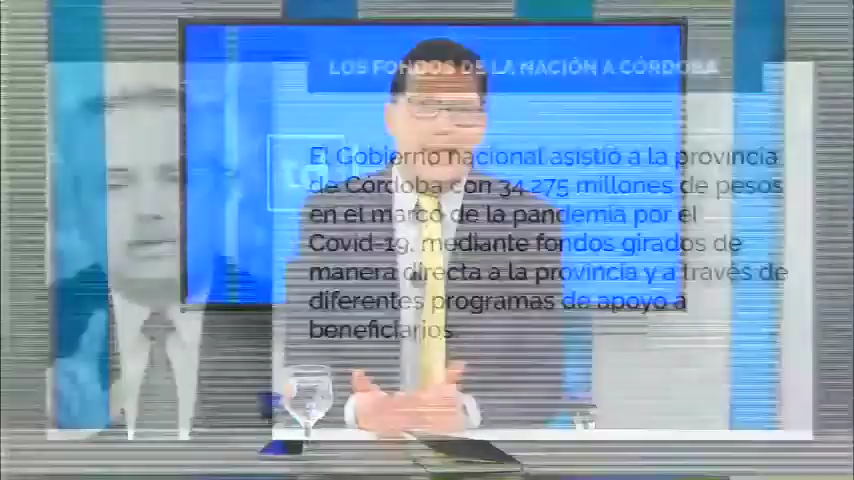 LOS FONDOS DE LA NACIÓN A CÓRDOBA
El Gobierno nacional asistió a la provincia
de Córdoba con 34.275 millones de pesos
en el marco de la pandemia por el
Covid-19, mediante fondos girados de
manera directa a la provincia y a través de
diferentes programas de apoyo a
beneficiarios.